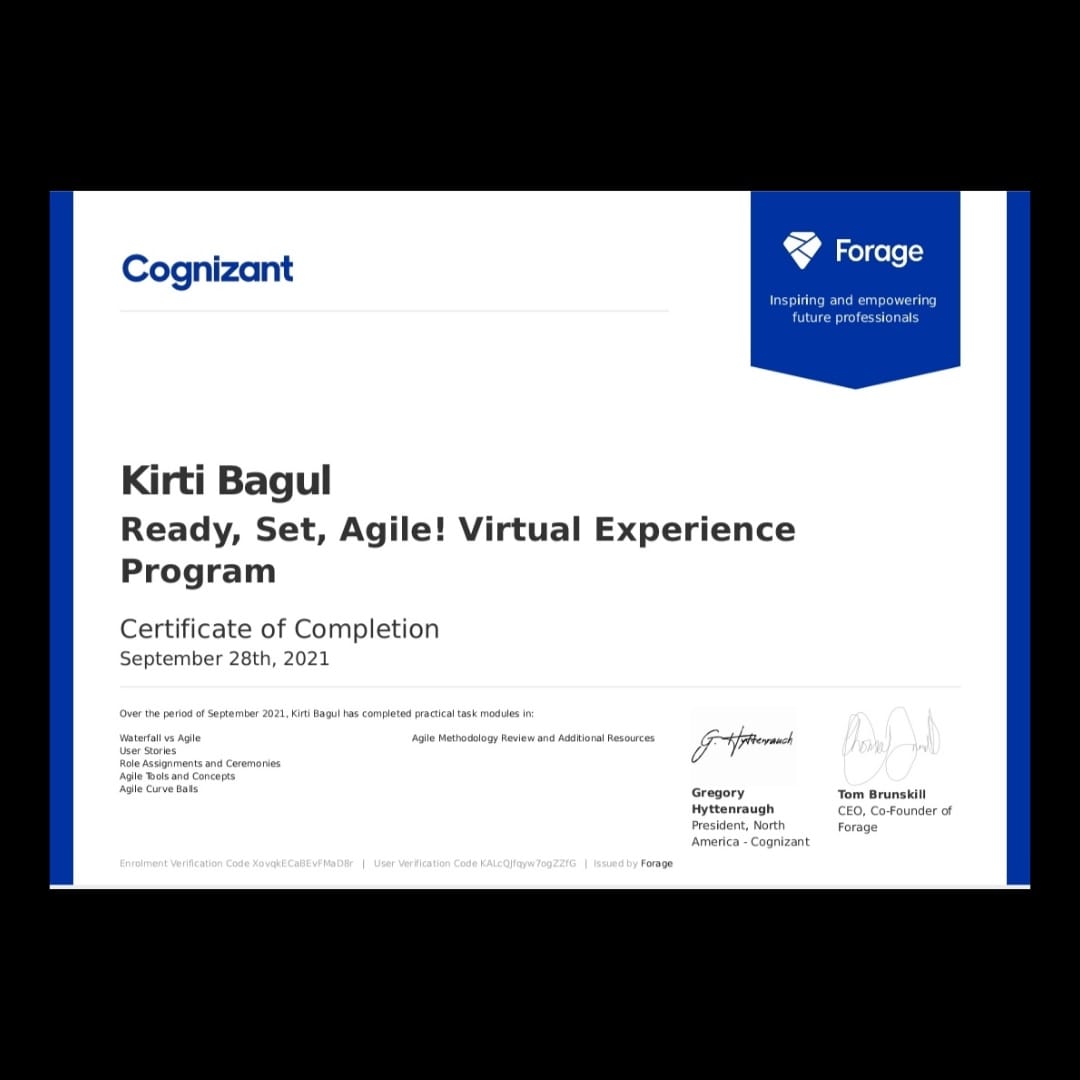 Cognizant
Forage
Inspiring and empowering
future professionals
Kirti Bagul
Ready, Set, Agile! Virtual Experience
Program
Certificate of Completion
September 28th, 2021
Over the period of September 2021, Kirti Bagul has completed practical task modules in:
Waterfall vs Agile
User Stories
Role Assignments and Ceremonies
Agile Tools and Concepts
Agile Curve Balls
Agile Methodology Review and Additional Resources
G. Hyttenrauch
Gregory
Hyttenraugh
President, North
America - Cognizant
Tom Brunskill
CEO, Co-Founder of
Forage
Enrolment Verification Code XovqkECaBEvFMaD8r | User Verification Code KALcQJfqyw7ogZZfG | Issued by Forage